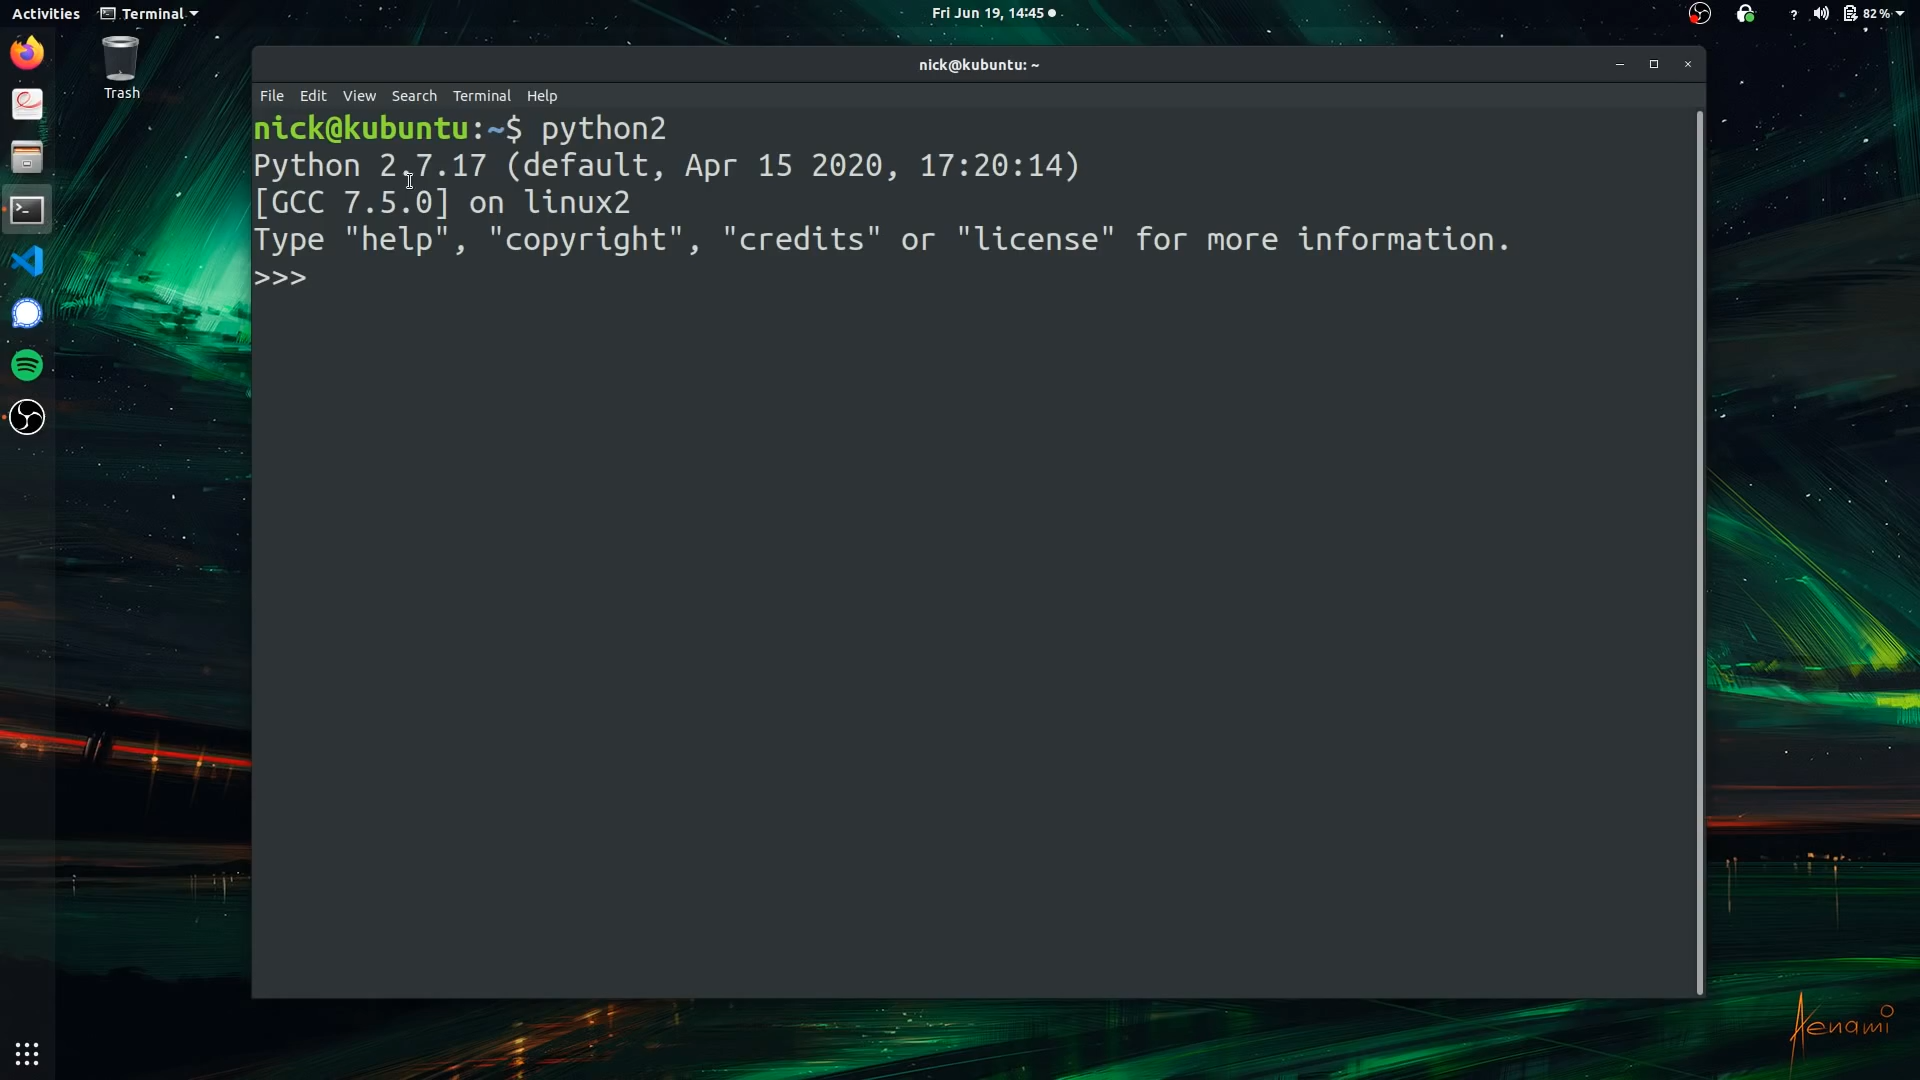 Activities Terminal Fri Jun 19, 14:45 ? 82%
Trash
nick@kubuntu: ~
File Edit View Search Terminal Help
nick@kubuntu:~$ python2
Python 2.7.17 (default, Apr 15 2020, 17:20:14)
[GCC 7.5.0] on linux2
Type "help", "copyright", "credits" or "license" for more information.
>>>
Aenami